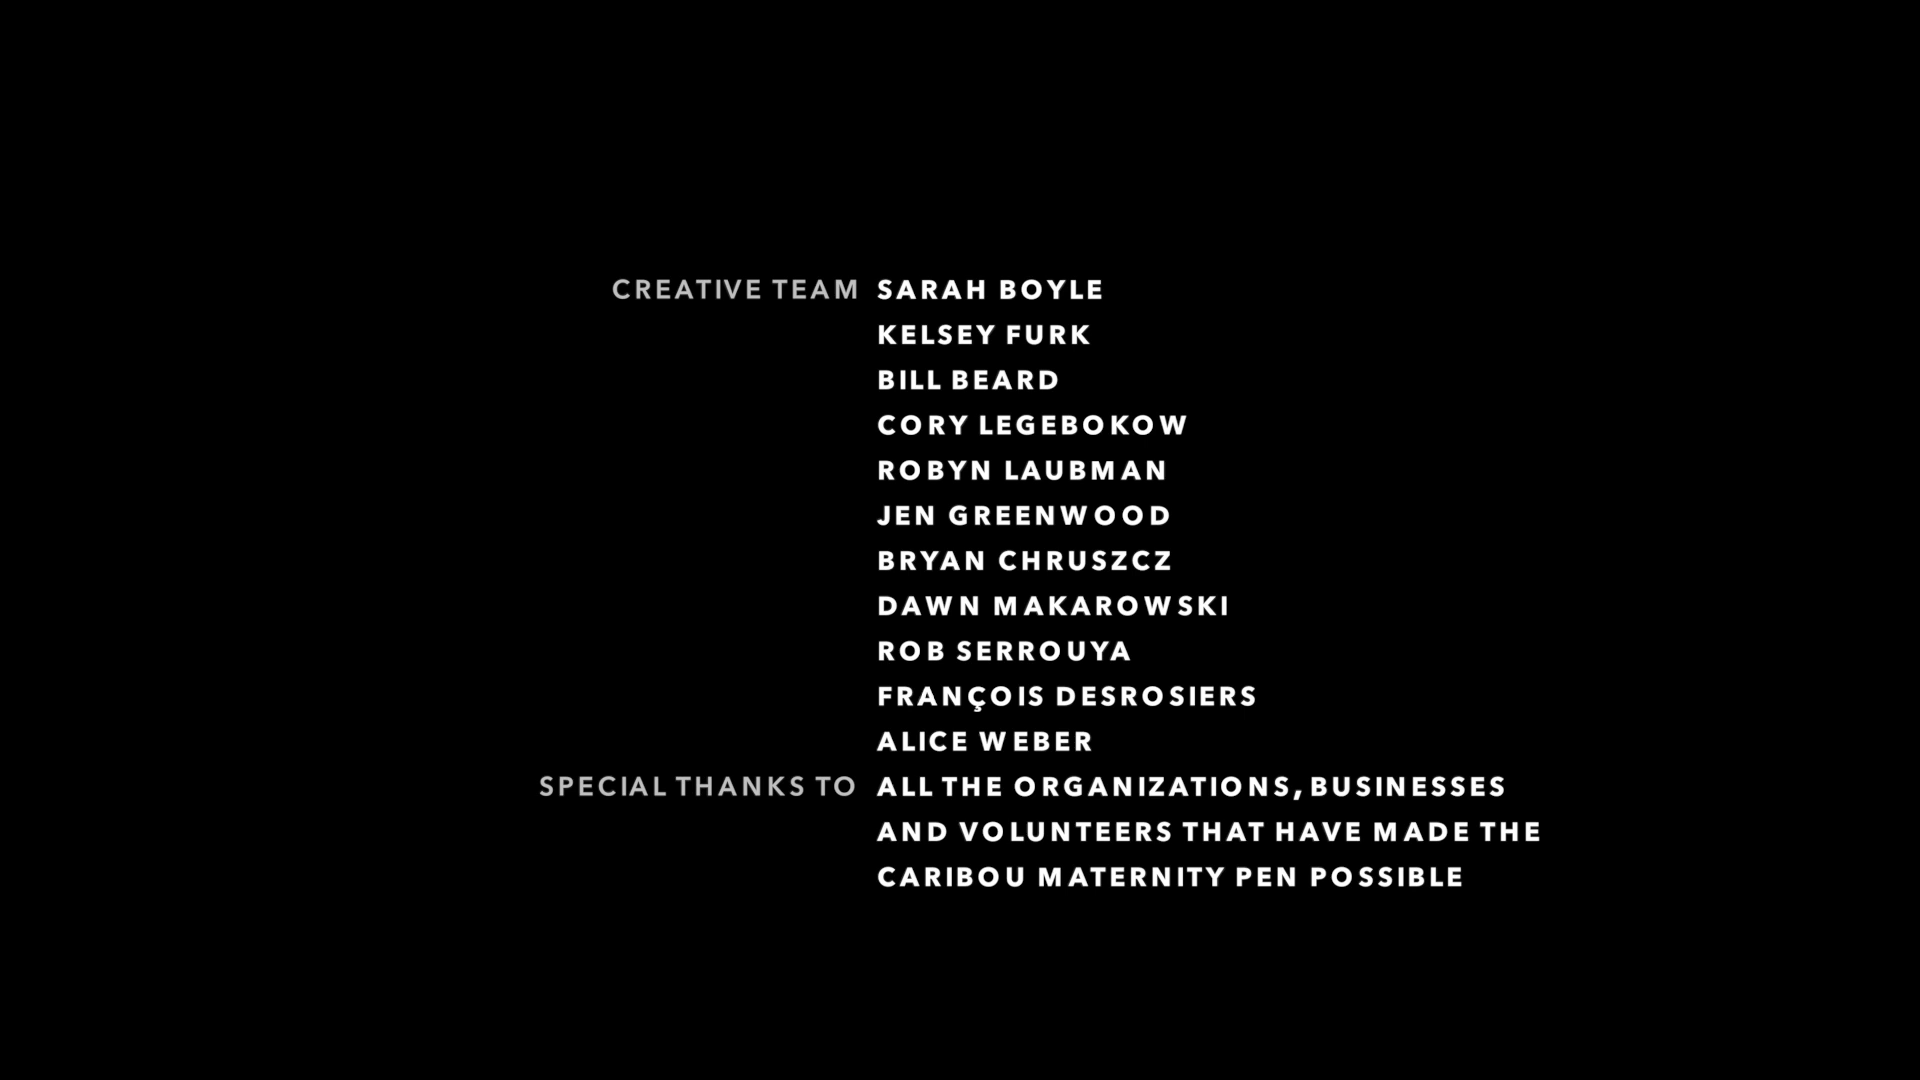 CREATIVE TEAM SARAH BOYLE
KELSEY FURK
BILL BEARD
CORY LEGEBOKOW
ROBYN LAUBMAN
JEN GREENWOOD
BRYAN CHRUSZCZ
DAWN MAKAROWSKI
ROB SERROUYA
FRANÇOIS DESROSIERS
ALICE WEBER
SPECIAL THANKS TO ALL THE ORGANIZATIONS, BUSINESSES
AND VOLUNTEERS THAT HAVE MADE THE
CARIBOU MATERNITY PEN POSSIBLE